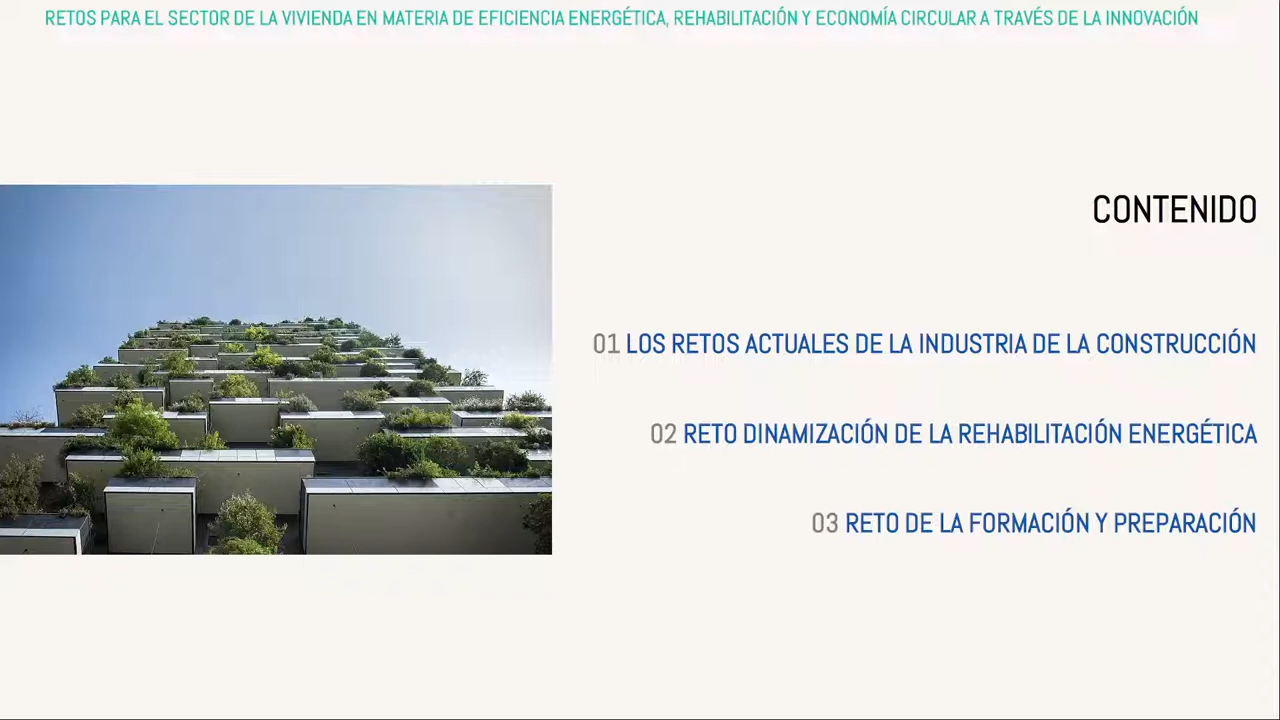 RETOS PARA EL SECTOR DE LA VIVIENDA EN MATERIA DE EFICIENCIA ENERGÉTICA, REHABILITACIÓN Y ECONOMÍA CIRCULAR A TRAVÉS DE LA INNOVACIÓN
CONTENIDO
01 LOS RETOS ACTUALES DE LA INDUSTRIA DE LA CONSTRUCCIÓN
02 RETO DINAMIZACIÓN DE LA REHABILITACIÓN ENERGÉTICA
03 RETO DE LA FORMACIÓN Y PREPARACIÓN